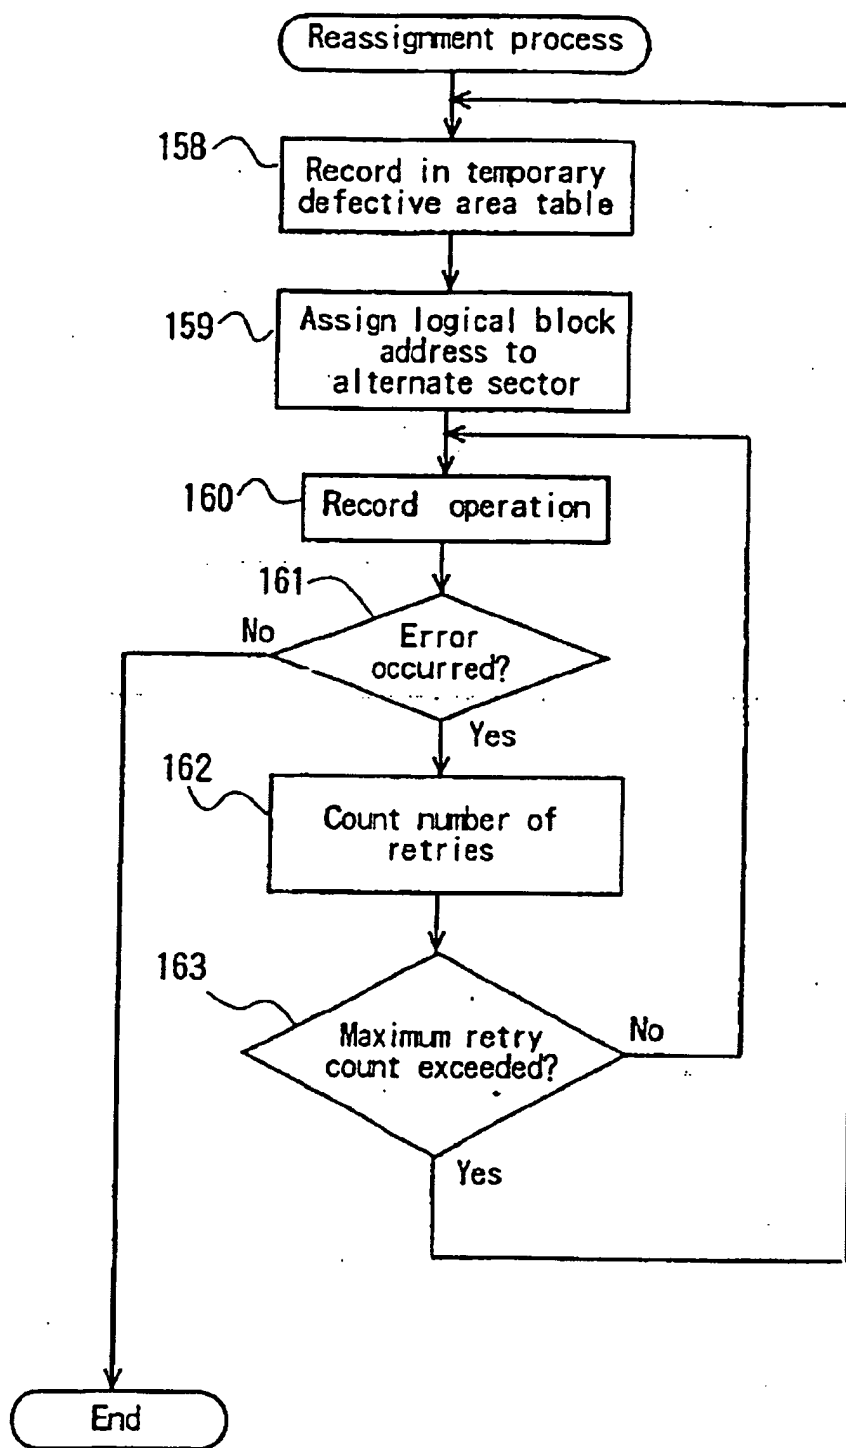 Reassignment process
158
Record in temporary
defective area table
159
Assign logical block
address to
alternate sector
160
Record operation
161
No
Error
occurred?
Yes
162
Count number of
retries
163
Maximum retry
count exceeded?
No
Yes
End